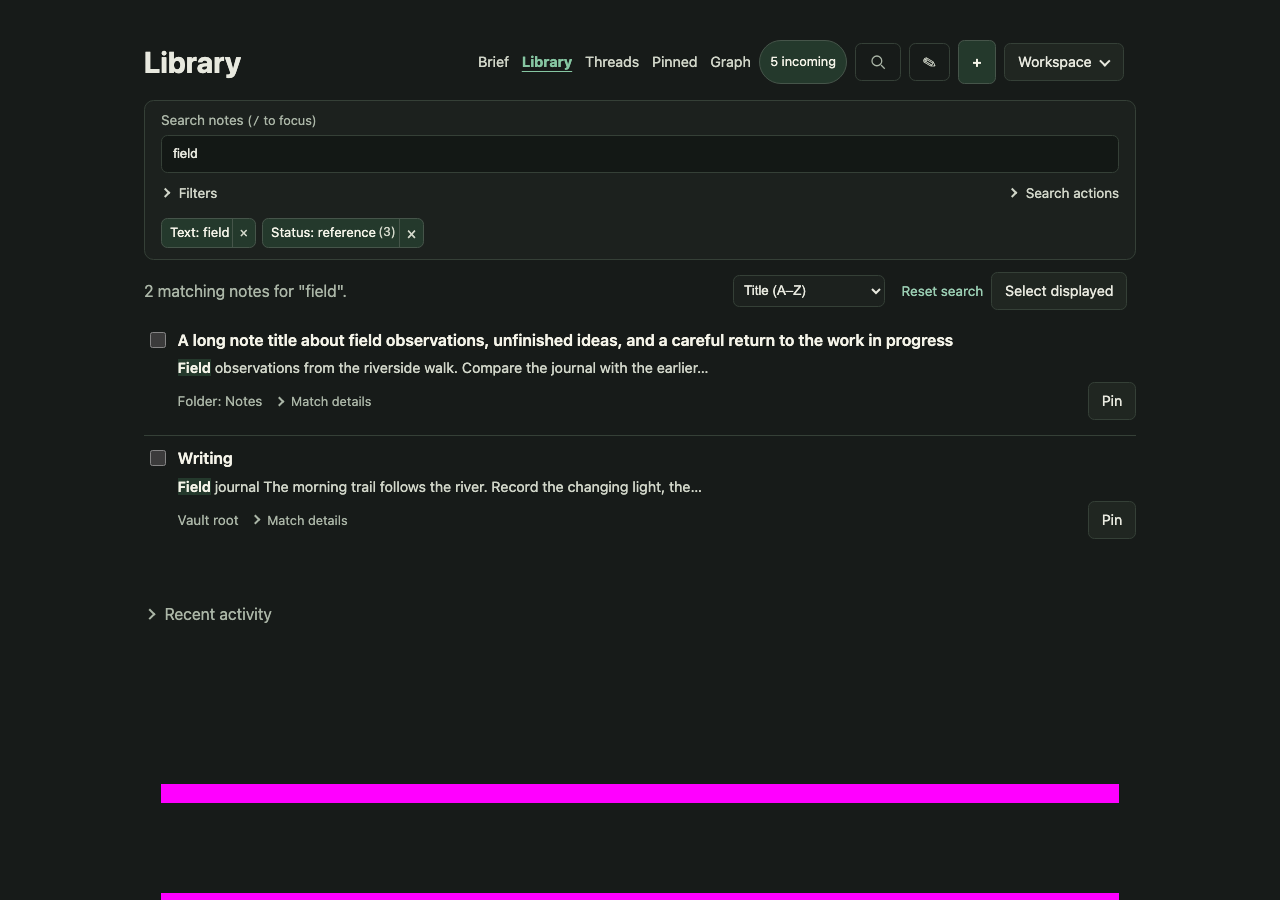 Library
Brief Library Threads Pinned Graph 5 incoming + Workspace
Search notes (/ to focus)
field
Filters Search actions
Text: field × Status: reference (3) ×
2 matching notes for "field". Title (A–Z) Reset search Select displayed
A long note title about field observations, unfinished ideas, and a careful return to the work in progress
Field observations from the riverside walk. Compare the journal with the earlier...
Folder: Notes Match details Pin
Writing
Field journal The morning trail follows the river. Record the changing light, the...
Vault root Match details Pin
Recent activity